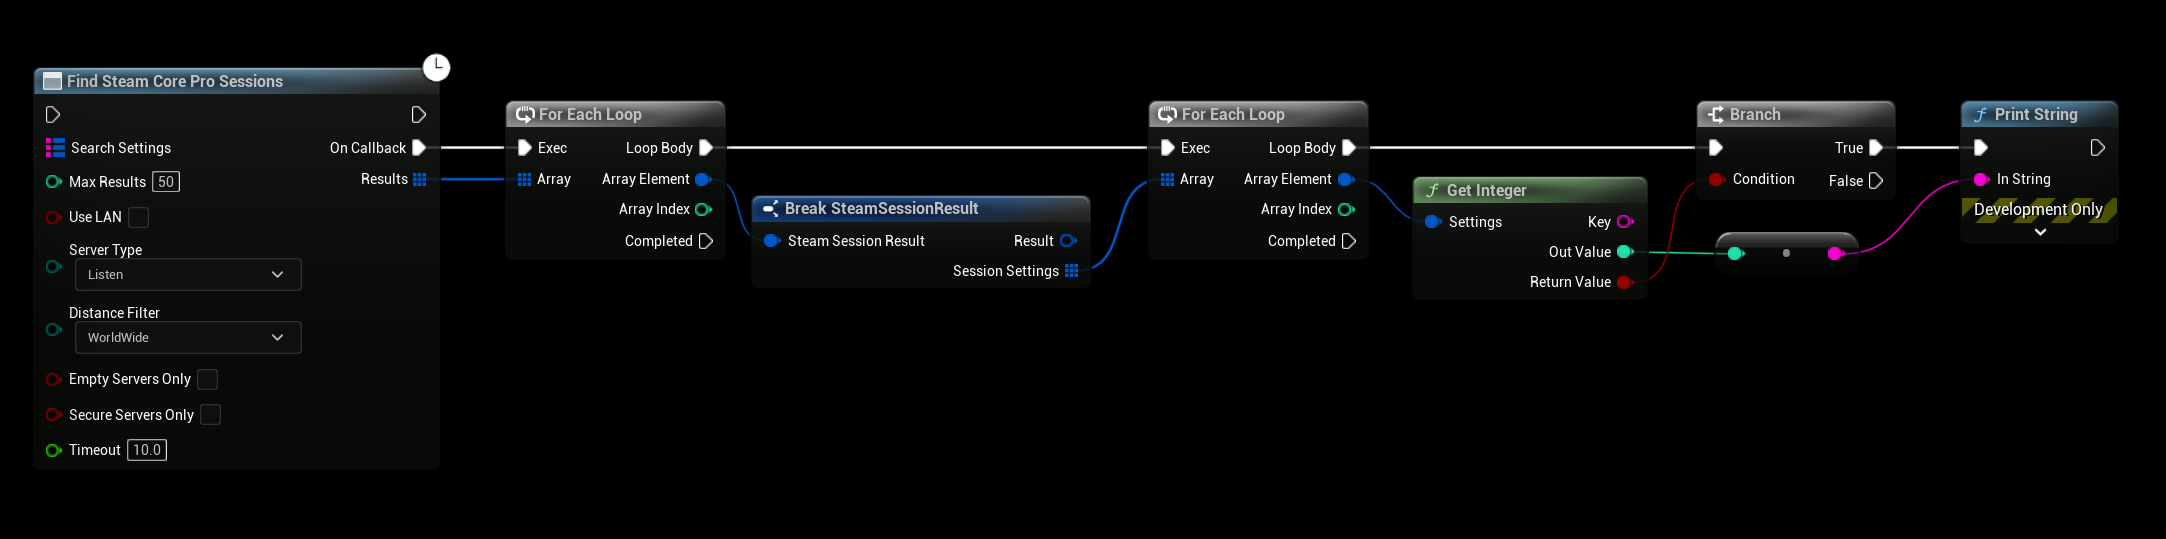 Find Steam Core Pro Sessions
Search Settings
On Callback
Max Results 50
Results
Use LAN
Server Type
Listen
Distance Filter
WorldWide
Empty Servers Only
Secure Servers Only
Timeout 10.0
For Each Loop
Exec
Loop Body
Array
Array Element
Array Index
Completed
Break SteamSessionResult
Steam Session Result
Result
Session Settings
For Each Loop
Exec
Loop Body
Array
Array Element
Array Index
Completed
f Get Integer
Settings
Key
Out Value
Return Value
Branch
True
Condition
False
f Print String
In String
Development Only